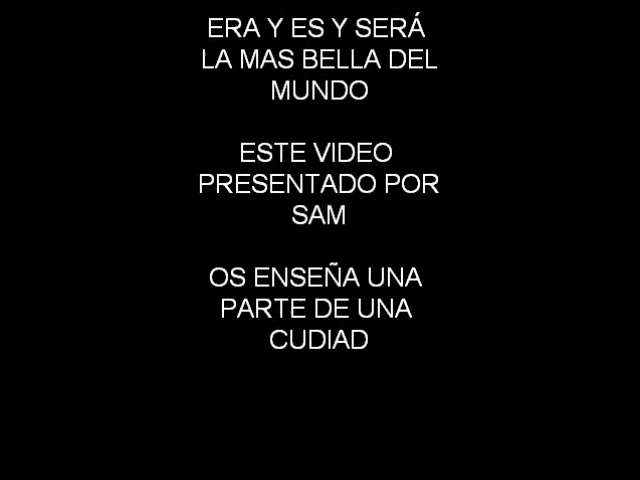 ERA Y ES Y SERÁ
LA MAS BELLA DEL
MUNDO
ESTE VIDEO
PRESENTADO POR
SAM
OS ENSEÑA UNA
PARTE DE UNA
CUDIAD